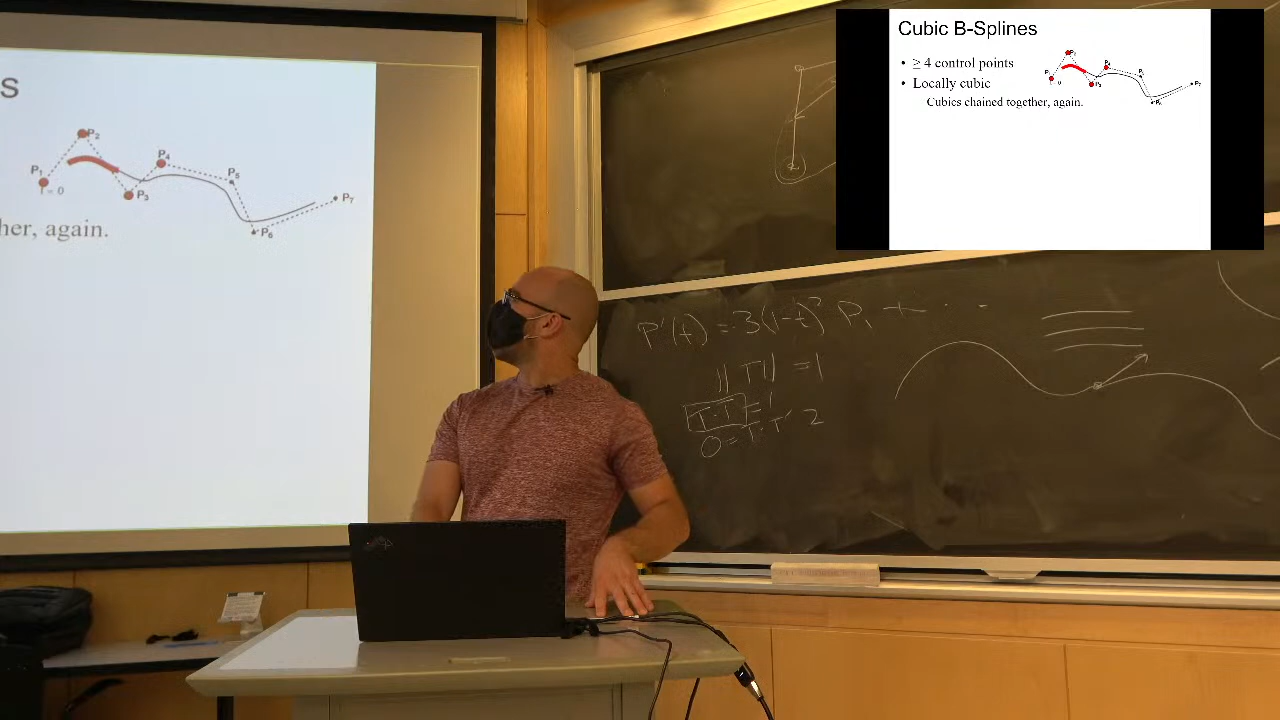 s
P₂
P₁
P₄
P₅
t = 0
P₃
P₇
P₆
her, again.
Cubic B-Splines
• ≥ 4 control points
• Locally cubic
Cubics chained together, again.
P'(t) = -3(1-t)² P₁ + ...
||T|| = 1
T·T = 1
0 = T·T' 2